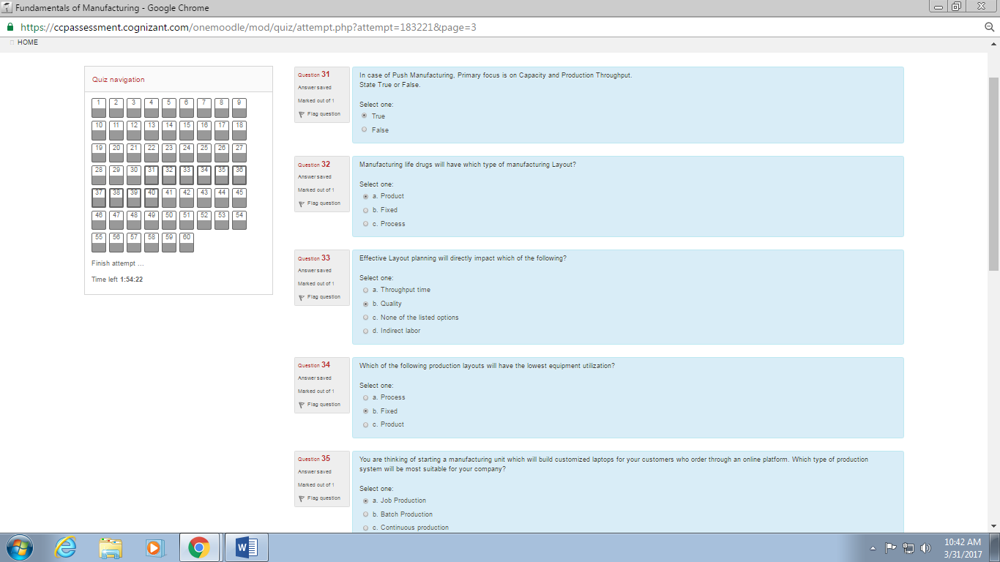 Fundamentals of Manufacturing - Google Chrome
https://ccpassessment.cognizant.com/onemoodle/mod/quiz/attempt.php?attempt=183221&page=3
HOME
Quiz navigation
1 2 3 4 5 6 7 8 9
10 11 12 13 14 15 16 17 18
19 20 21 22 23 24 25 26 27
28 29 30 31 32 33 34 35 36
37 38 39 40 41 42 43 44 45
46 47 48 49 50 51 52 53 54
55 56 57 58 59 60
Finish attempt ...
Time left 1:54:22
Question 31
Answer saved
Marked out of 1
Flag question
In case of Push Manufacturing, Primary focus is on Capacity and Production Throughput.
State True or False.
Select one:
True
False
Question 32
Answer saved
Marked out of 1
Flag question
Manufacturing life drugs will have which type of manufacturing Layout?
Select one:
a. Product
b. Fixed
c. Process
Question 33
Answer saved
Marked out of 1
Flag question
Effective Layout planning will directly impact which of the following?
Select one:
a. Throughput time
b. Quality
c. None of the listed options
d. Indirect labor
Question 34
Answer saved
Marked out of 1
Flag question
Which of the following production layouts will have the lowest equipment utilization?
Select one:
a. Process
b. Fixed
c. Product
Question 35
Answer saved
Marked out of 1
Flag question
You are thinking of starting a manufacturing unit which will build customized laptops for your customers who order through an online platform. Which type of production
system will be most suitable for your company?
Select one:
a. Job Production
b. Batch Production
c. Continuous production
W
10:42 AM
3/31/2017